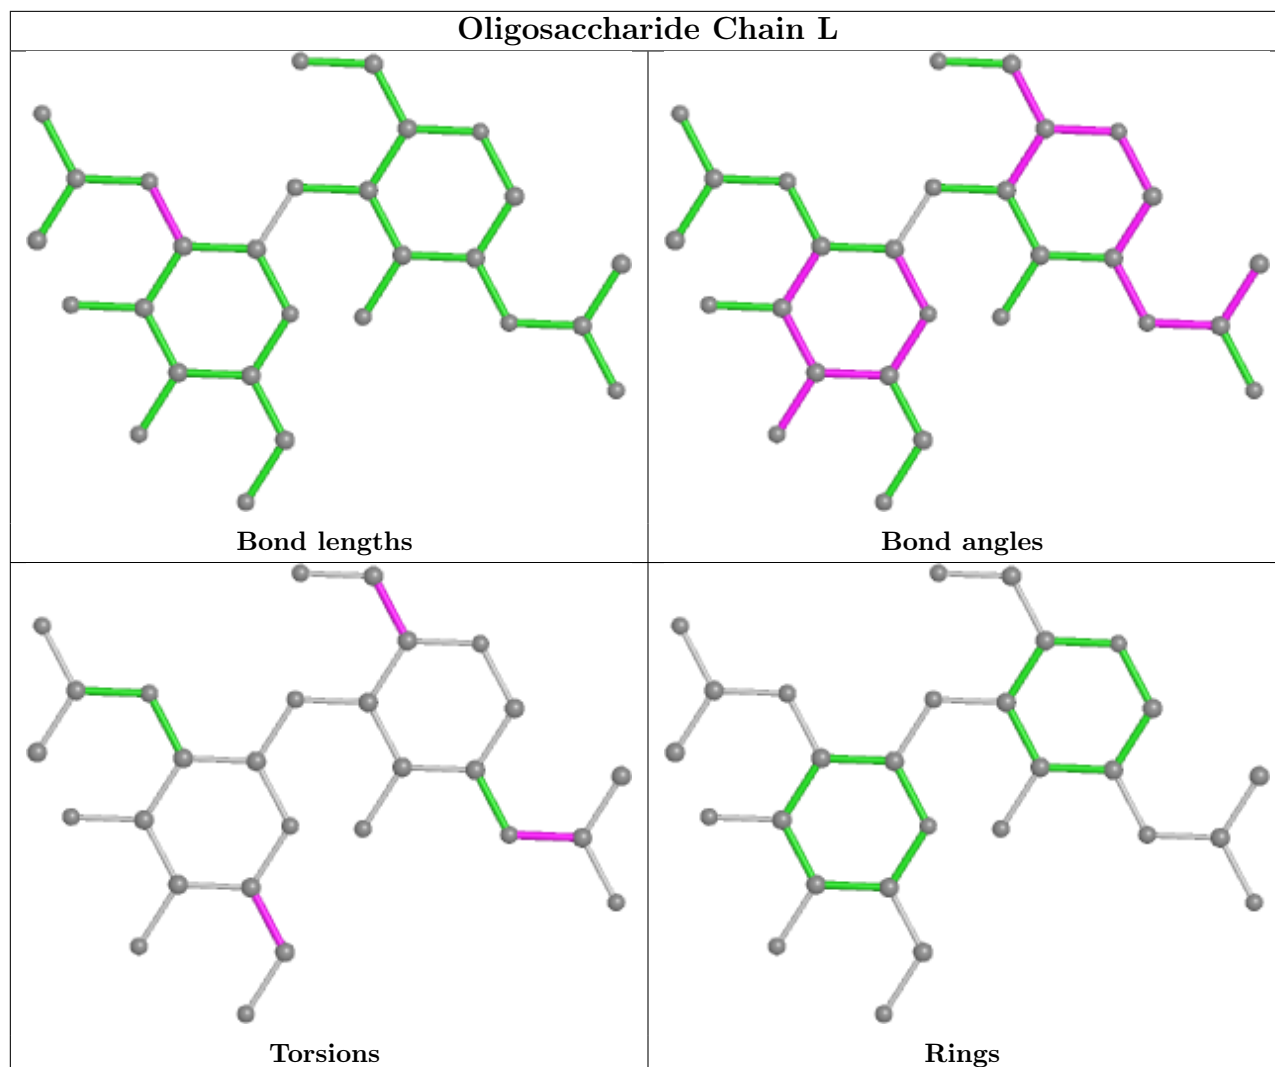 Oligosaccharide Chain L
Bond lengths
Bond angles
Torsions
Rings